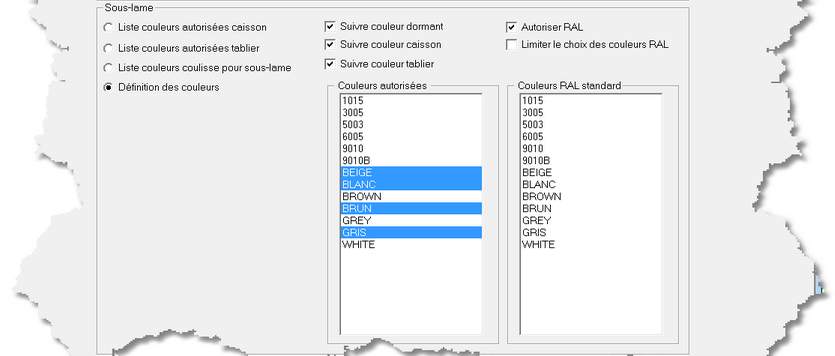 Sous-lame
Liste couleurs autorisées caisson
Liste couleurs autorisées tablier
Liste couleurs coulisse pour sous-lame
Définition des couleurs
Suivre couleur dormant
Suivre couleur caisson
Suivre couleur tablier
Autoriser RAL
Limiter le choix des couleurs RAL
Couleurs autorisées
1015
3005
5003
6005
9010
9010B
BEIGE
BLANC
BROWN
BRUN
GREY
GRIS
WHITE
Couleurs RAL standard
1015
3005
5003
6005
9010
9010B
BEIGE
BLANC
BROWN
BRUN
GREY
GRIS
WHITE